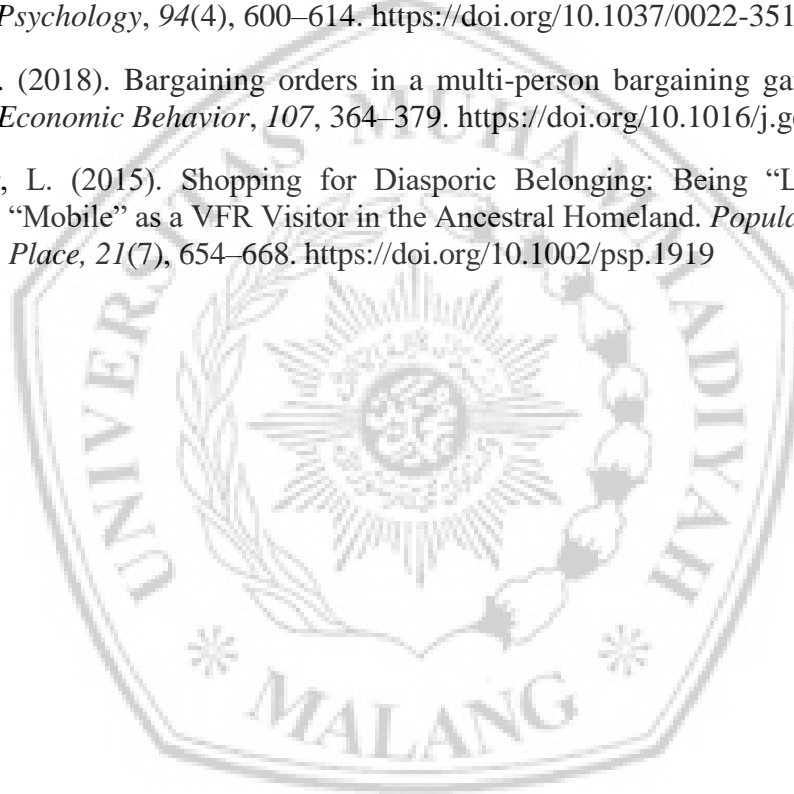 Psychology, 94(4), 600–614. https://doi.org/10.1037/0022-351
. (2018). Bargaining orders in a multi-person bargaining
Economic Behavior, 107, 364–379. https://doi.org/10.1016/j.g
, L. (2015). Shopping for Diasporic Belonging: Being “L
“Mobile” as a VFR Visitor in the Ancestral Homeland. Popul
Place, 21(7), 654–668. https://doi.org/10.1002/psp.1919
UNIVERSITAS MUHAMMADIYAH
MALANG